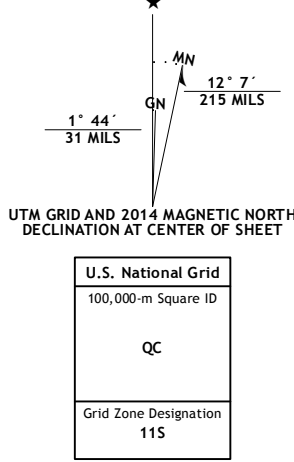 MN
12° 7´
215 MILS
GN
1° 44´
31 MILS
UTM GRID AND 2014 MAGNETIC NORTH
DECLINATION AT CENTER OF SHEET
U.S. National Grid
100,000-m Square ID
QC
Grid Zone Designation
11S